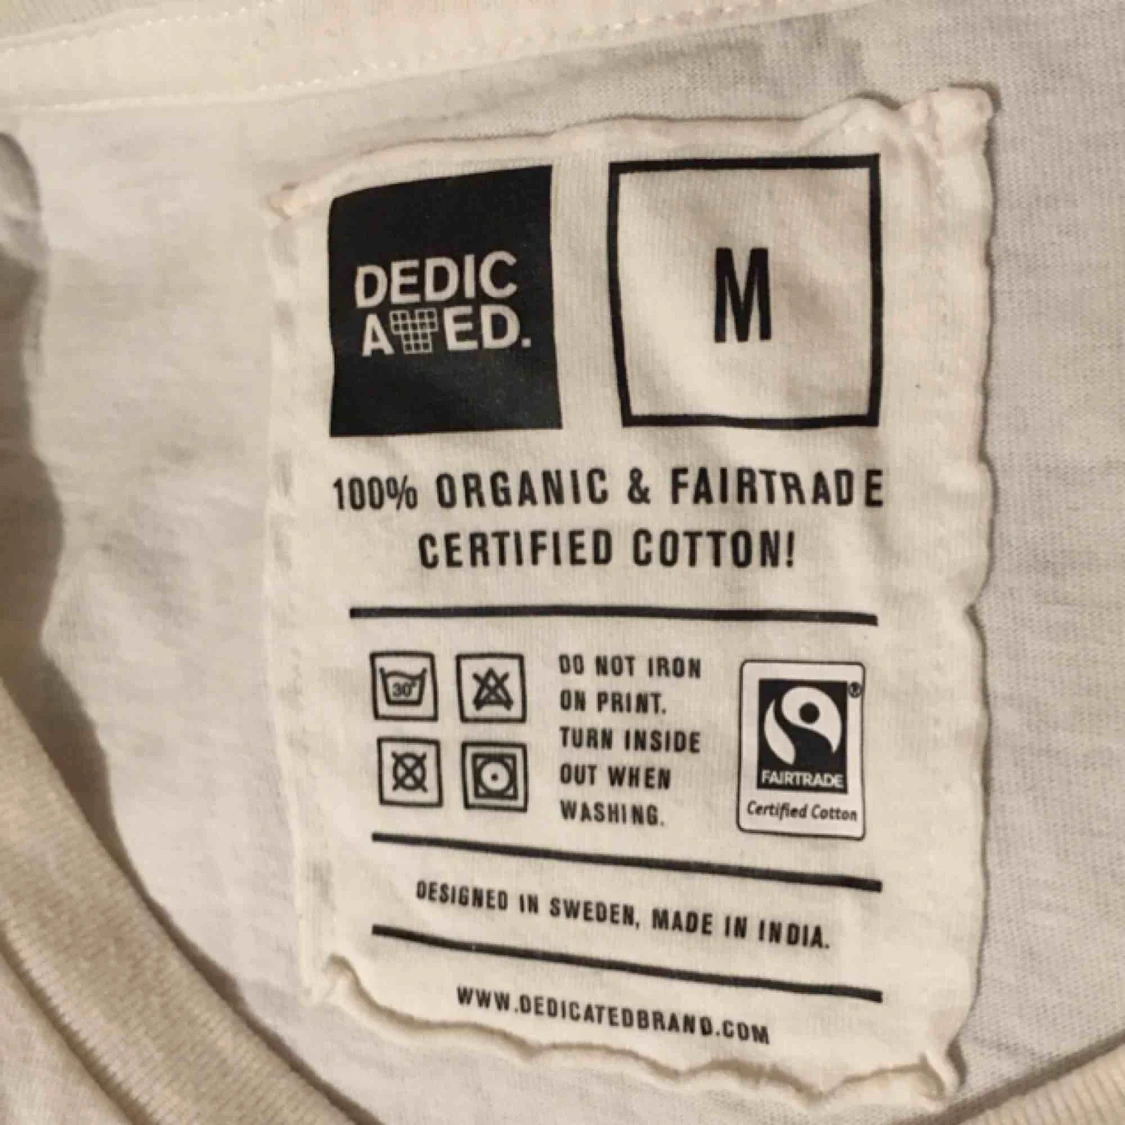 DEDIC
ATED.
M
100% ORGANIC & FAIRTRADE
CERTIFIED COTTON!
30°
DO NOT IRON
ON PRINT.
TURN INSIDE
OUT WHEN
WASHING.
®
FAIRTRADE
Certified Cotton
DESIGNED IN SWEDEN, MADE IN INDIA.
WWW.DEDICATEDBRAND.COM